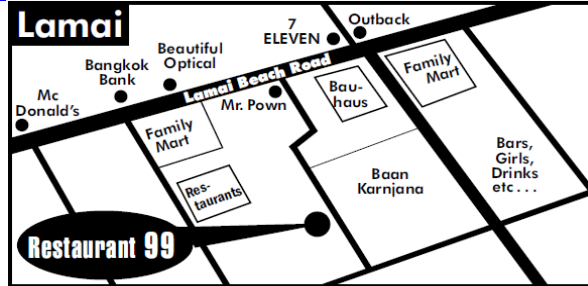 Lamai
Outback
7
ELEVEN
Beautiful
Optical
Bangkok
Bank
Mc
Donald's
Lamai Beach Road
Mr. Pown
Bau-
haus
Family
Mart
Family
Mart
Res-
taurants
Baan
Karnjana
Bars,
Girls,
Drinks
etc . . .
Restaurant 99